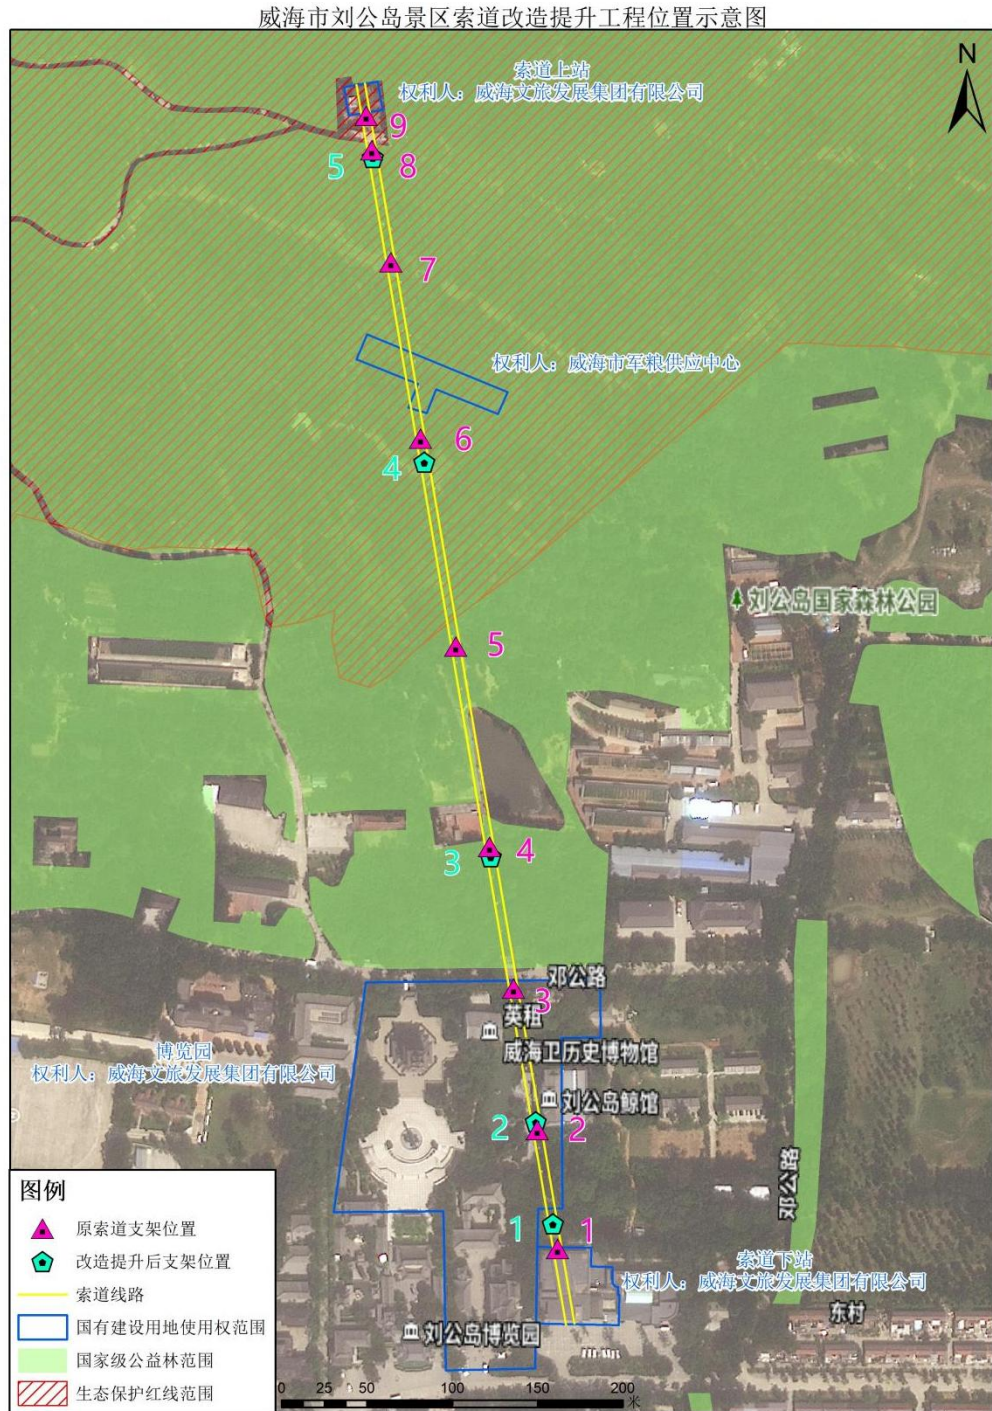 威海市刘公岛景区索道改造提升工程位置示意图
N
索道上站
权利人：威海文旅发展集团有限公司
9
5
8
7
权利人：威海市军粮供应中心
6
4
刘公岛国家森林公园
5
4
3
邓公路
3
英租
威海卫历史博物馆
博览园
权利人：威海文旅发展集团有限公司
刘公岛鲸馆
2
2
邓公路
1
1
索道下站
权利人：威海文旅发展集团有限公司
东村
刘公岛博览园
图例
原索道支架位置
改造提升后支架位置
索道线路
国有建设用地使用权范围
国家级公益林范围
生态保护红线范围
0 25 50 100 150 200
米